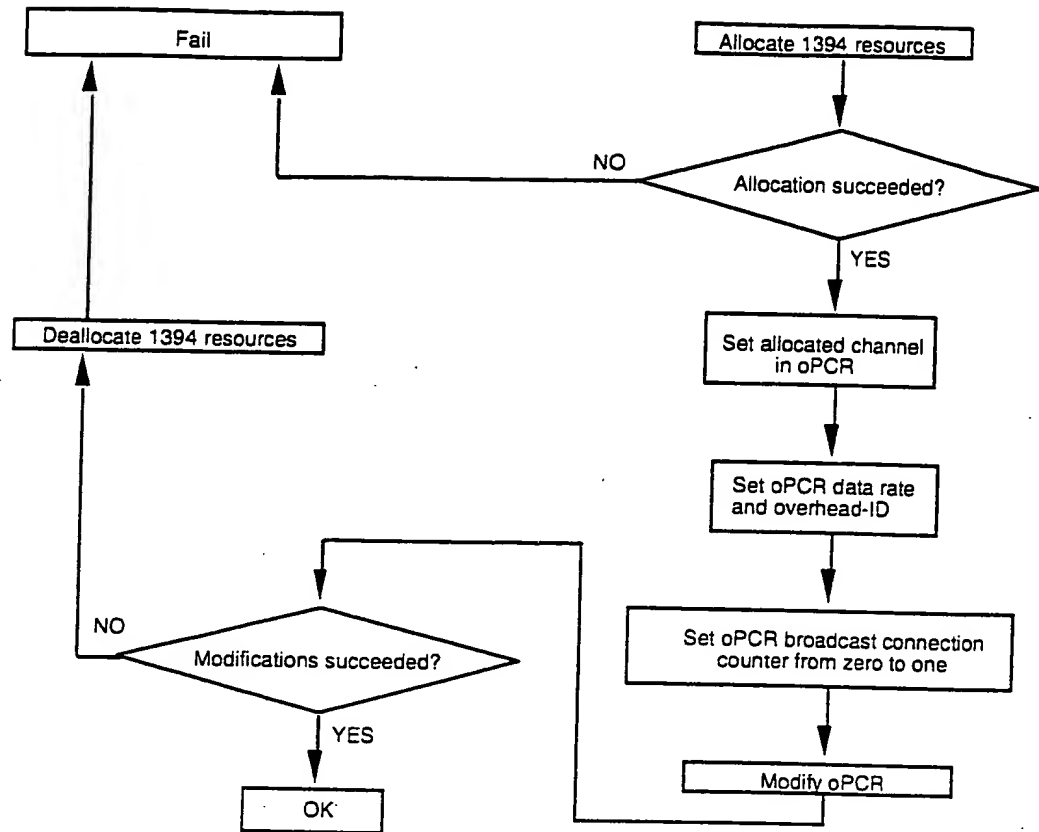 Fail
Allocate 1394 resources
NO
Allocation succeeded?
YES
Deallocate 1394 resources
Set allocated channel
in oPCR
Set oPCR data rate
and overhead-ID
NO
Modifications succeeded?
Set oPCR broadcast connection
counter from zero to one
YES
Modify oPCR
OK